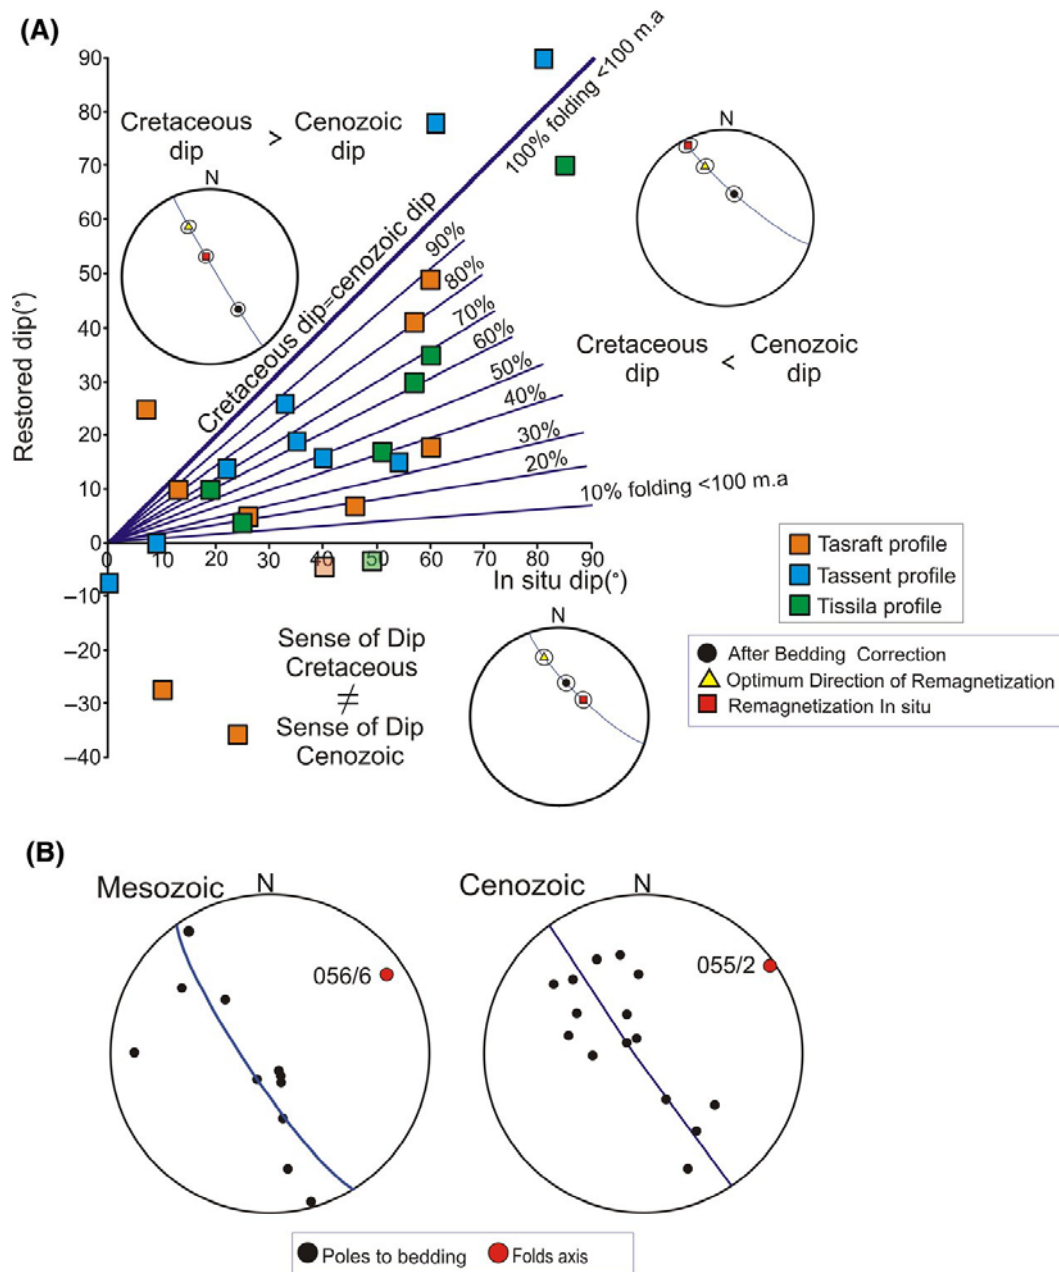 (A)
Restored dip(°)
90
80
70
60
50
40
30
20
10
0
−10
−20
−30
−40
0 10 20 30 40 50 60 70 80 90
In situ dip(°)
Cretaceous dip > Cenozoic dip
N
Cretaceous dip=cenozoic dip
100% folding <100 m.a
90%
80%
70%
60%
50%
40%
30%
20%
10% folding <100 m.a
N
Cretaceous dip < Cenozoic dip
Tasraft profile
Tassent profile
Tissila profile
Sense of Dip
Cretaceous
≠
Sense of Dip
Cenozoic
N
After Bedding Correction
Optimum Direction of Remagnetization
Remagnetization In situ
(B)
Mesozoic
N
056/6
Cenozoic
N
055/2
Poles to bedding
Folds axis